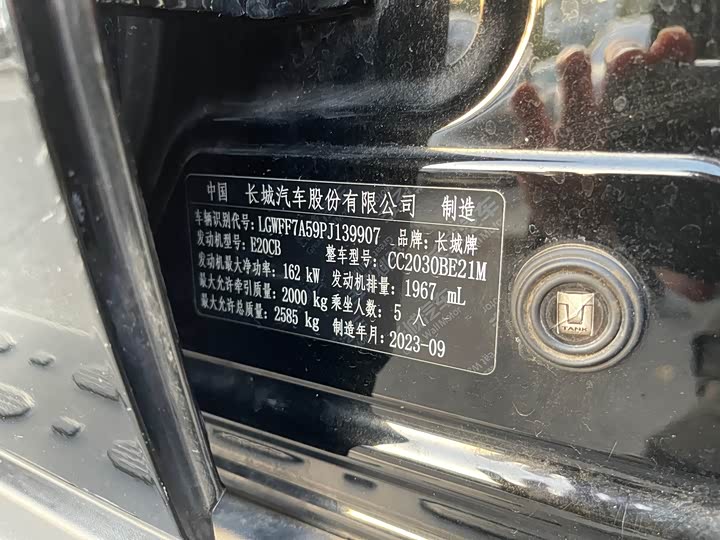 中国 长城汽车股份有限公司 制造
车辆识别代号: LGWFF7A59PJ139907 品牌: 长城牌
发动机型号: E20CB 整车型号: CC2030BE21M
发动机最大净功率: 162 kW 发动机排量: 1967 mL
最大允许牵引质量: 2000 kg 乘坐人数: 5 人
最大允许总质量: 2585 kg 制造年月: 2023-09
TANK